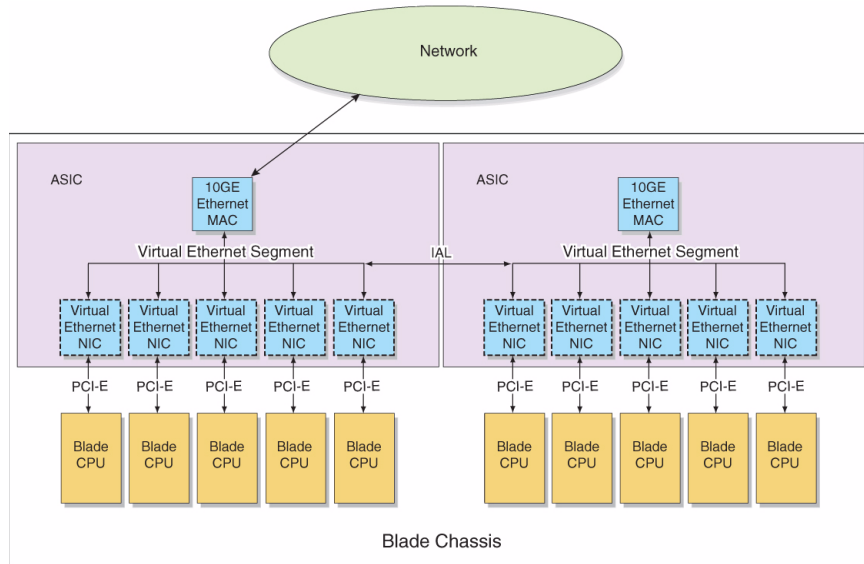 Network
ASIC
ASIC
10GE
Ethernet
MAC
10GE
Ethernet
MAC
Virtual Ethernet Segment
IAL
Virtual Ethernet Segment
Virtual
Ethernet
NIC
Virtual
Ethernet
NIC
Virtual
Ethernet
NIC
Virtual
Ethernet
NIC
Virtual
Ethernet
NIC
Virtual
Ethernet
NIC
Virtual
Ethernet
NIC
Virtual
Ethernet
NIC
Virtual
Ethernet
NIC
Virtual
Ethernet
NIC
PCI-E
PCI-E
PCI-E
PCI-E
PCI-E
PCI-E
PCI-E
PCI-E
PCI-E
PCI-E
Blade
CPU
Blade
CPU
Blade
CPU
Blade
CPU
Blade
CPU
Blade
CPU
Blade
CPU
Blade
CPU
Blade
CPU
Blade
CPU
Blade Chassis